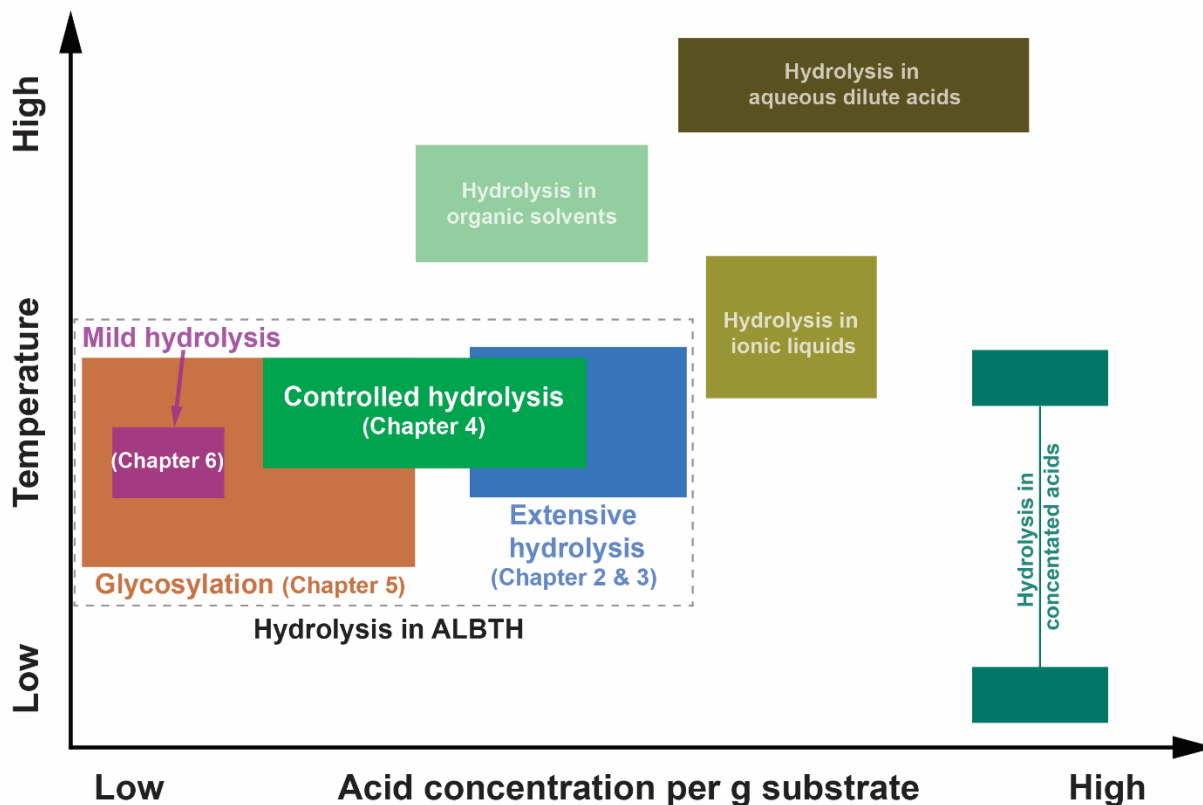 High
Temperature
Low
Hydrolysis in
aqueous dilute acids
Hydrolysis in
organic solvents
Hydrolysis in
ionic liquids
Mild hydrolysis
Controlled hydrolysis
(Chapter 4)
(Chapter 6)
Extensive
hydrolysis
(Chapter 2 & 3)
Glycosylation (Chapter 5)
Hydrolysis in ALBTH
Hydrolysis in
concentated acids
Low
Acid concentration per g substrate
High